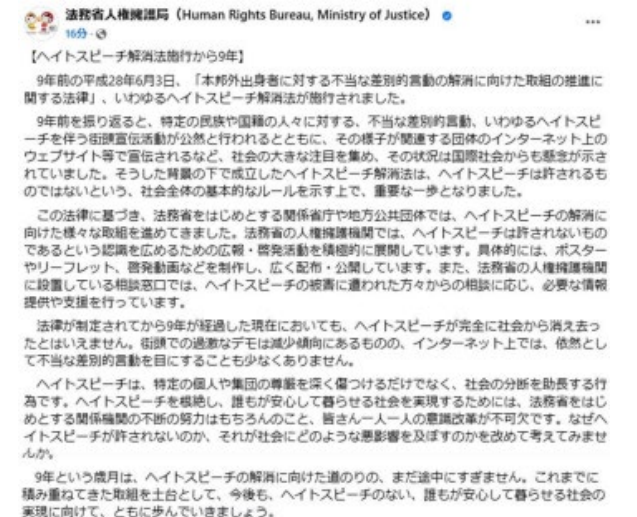 法務省人権擁護局（Human Rights Bureau, Ministry of Justice）
16分
【ヘイトスピーチ解消法施行から9年】
9年前の平成28年6月3日、「本邦外出身者に対する不当な差別的言動の解消に向けた取組の推進に
関する法律」、いわゆるヘイトスピーチ解消法が施行されました。
9年前を振り返ると、特定の民族や国籍の人々に対する、不当な差別的言動、いわゆるヘイトスピ
ーチを伴う街頭宣伝活動が公然と行われるとともに、その様子が関連する団体のインターネット上の
ウェブサイト等で宣伝されるなど、社会の大きな注目を集め、その状況は国際社会からも懸念が示さ
れていました。そうした背景の下で成立したヘイトスピーチ解消法は、ヘイトスピーチは許されるも
のではないという、社会全体の基本的なルールを示す上で、重要な一歩となりました。
この法律に基づき、法務省をはじめとする関係省庁や地方公共団体では、ヘイトスピーチの解消に
向けた様々な取組を進めてきました。法務省の人権擁護機関では、ヘイトスピーチは許されないもの
であるという認識を広めるための広報・啓発活動を積極的に展開しています。具体的には、ポスター
やリーフレット、啓発動画などを制作し、広く配布・公開しています。また、法務省の人権擁護機関
に設置している相談窓口では、ヘイトスピーチの被害に遭われた方々からの相談に応じ、必要な情報
提供や支援を行っています。
法律が制定されてから9年が経過した現在においても、ヘイトスピーチが完全に社会から消え去っ
たとはいえません。街頭での過激なデモは減少傾向にあるものの、インターネット上では、依然とし
て不当な差別的言動を目にすることも少なくありません。
ヘイトスピーチは、特定の個人や集団の尊厳を深く傷つけるだけでなく、社会の分断を助長する行
為です。ヘイトスピーチを根絶し、誰もが安心して暮らせる社会を実現するためには、法務省をはじ
めとする関係機関の不断の努力はもちろんのこと、皆さん一人一人の意識改革が不可欠です。なぜヘ
イトスピーチが許されないのか、それが社会にどのような悪影響を及ぼすのかを改めて考えてみませ
んか。
9年という歳月は、ヘイトスピーチの解消に向けた道のりの、まだ途中にすぎません。これまでに
積み重ねてきた取組を土台として、今後も、ヘイトスピーチのない、誰もが安心して暮らせる社会の
実現に向けて、ともに歩んでいきましょう。